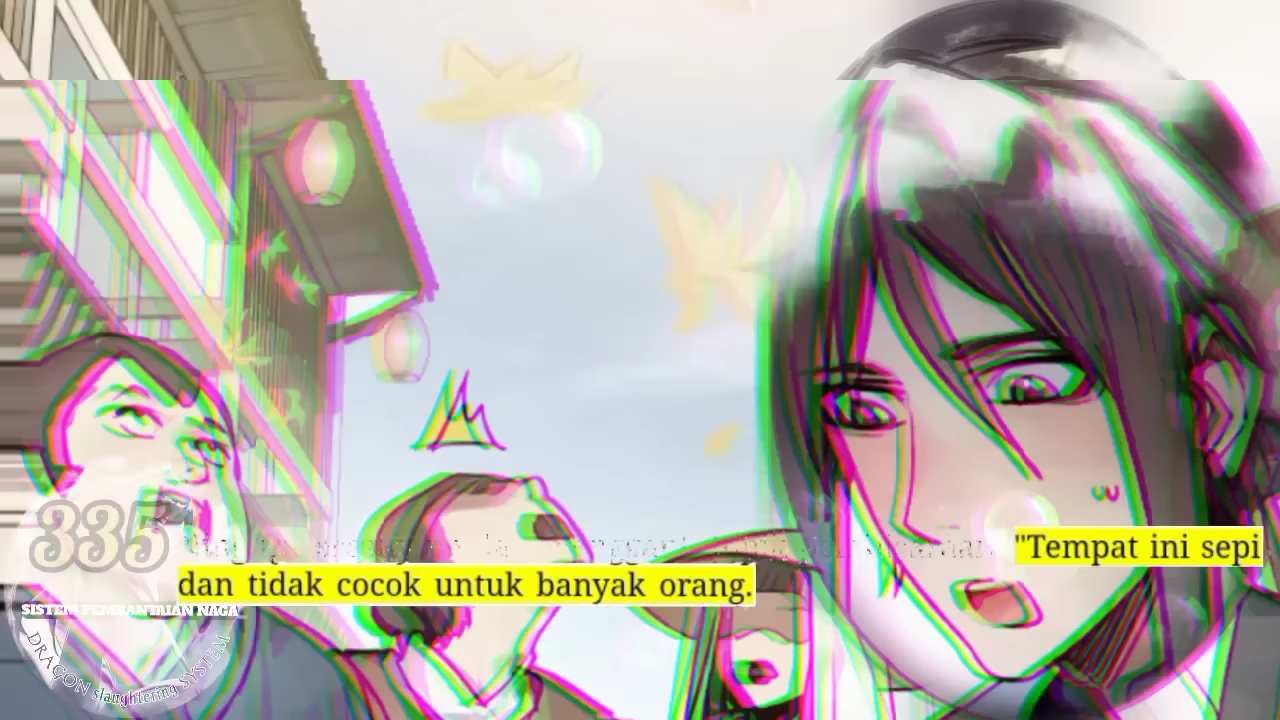 "Tempat ini sepi
dan tidak cocok untuk banyak orang.
335
SISTEM PEMBANTAIAN NAGA
DRAGON slaughtering SYSTEM